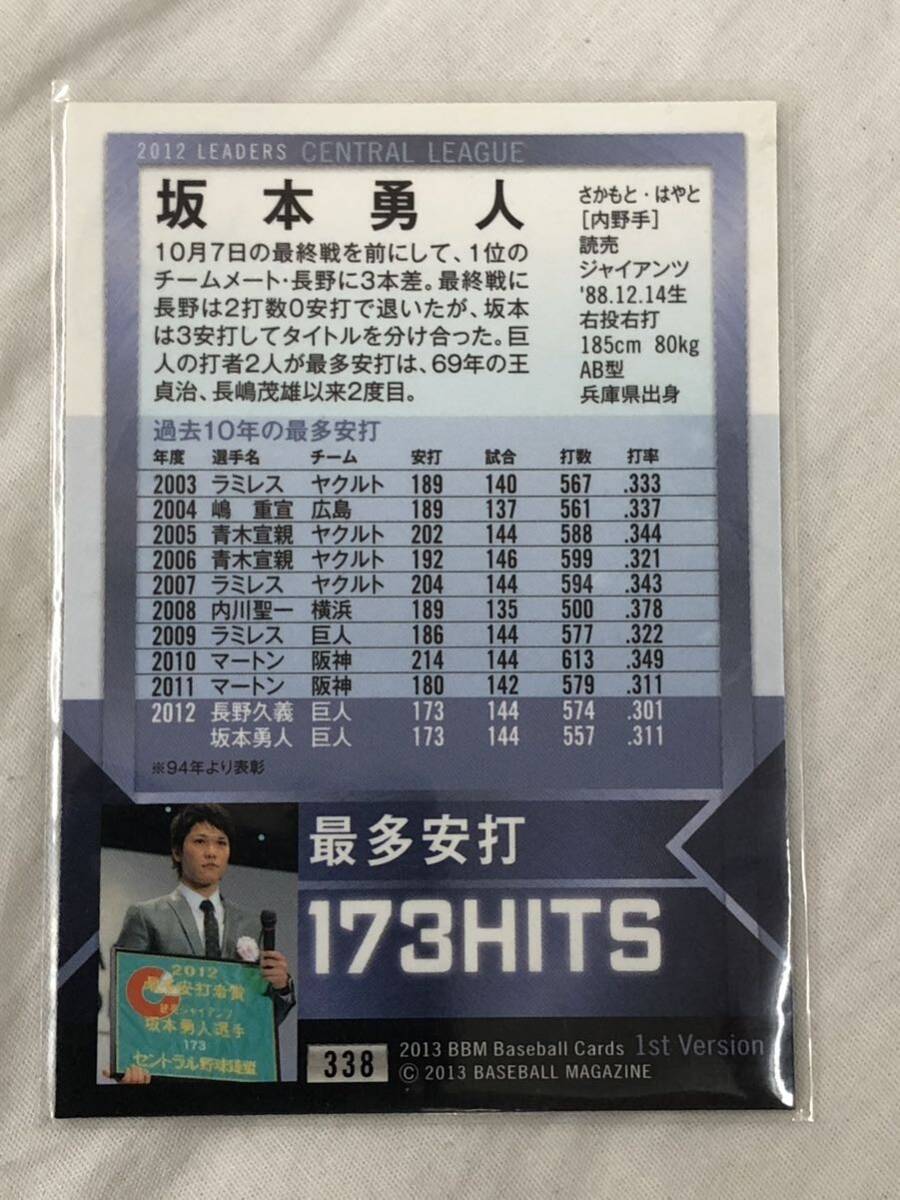 2012 LEADERS CENTRAL LEAGUE
坂本勇人
10月7日の最終戦を前にして、1位の
チームメート・長野に3本差。最終戦に
長野は2打数0安打で退いたが、坂本
は3安打してタイトルを分け合った。巨
人の打者2人が最多安打は、69年の王
貞治、長嶋茂雄以来2度目。
さかもと・はやと
[内野手]
読売
ジャイアンツ
'88.12.14生
右投右打
185cm 80kg
AB型
兵庫県出身
過去10年の最多安打
年度 選手名 チーム 安打 試合 打数 打率
2003 ラミレス ヤクルト 189 140 567 .333
2004 嶋 重宣 広島 189 137 561 .337
2005 青木宣親 ヤクルト 202 144 588 .344
2006 青木宣親 ヤクルト 192 146 599 .321
2007 ラミレス ヤクルト 204 144 594 .343
2008 内川聖一 横浜 189 135 500 .378
2009 ラミレス 巨人 186 144 577 .322
2010 マートン 阪神 214 144 613 .349
2011 マートン 阪神 180 142 579 .311
2012 長野久義 巨人 173 144 574 .301
坂本勇人 巨人 173 144 557 .311
※94年より表彰
最多安打
173HITS
2012
最多安打者賞
読売ジャイアンツ
坂本勇人選手
173
セントラル野球連盟
338
2013 BBM Baseball Cards 1st Version
© 2013 BASEBALL MAGAZINE